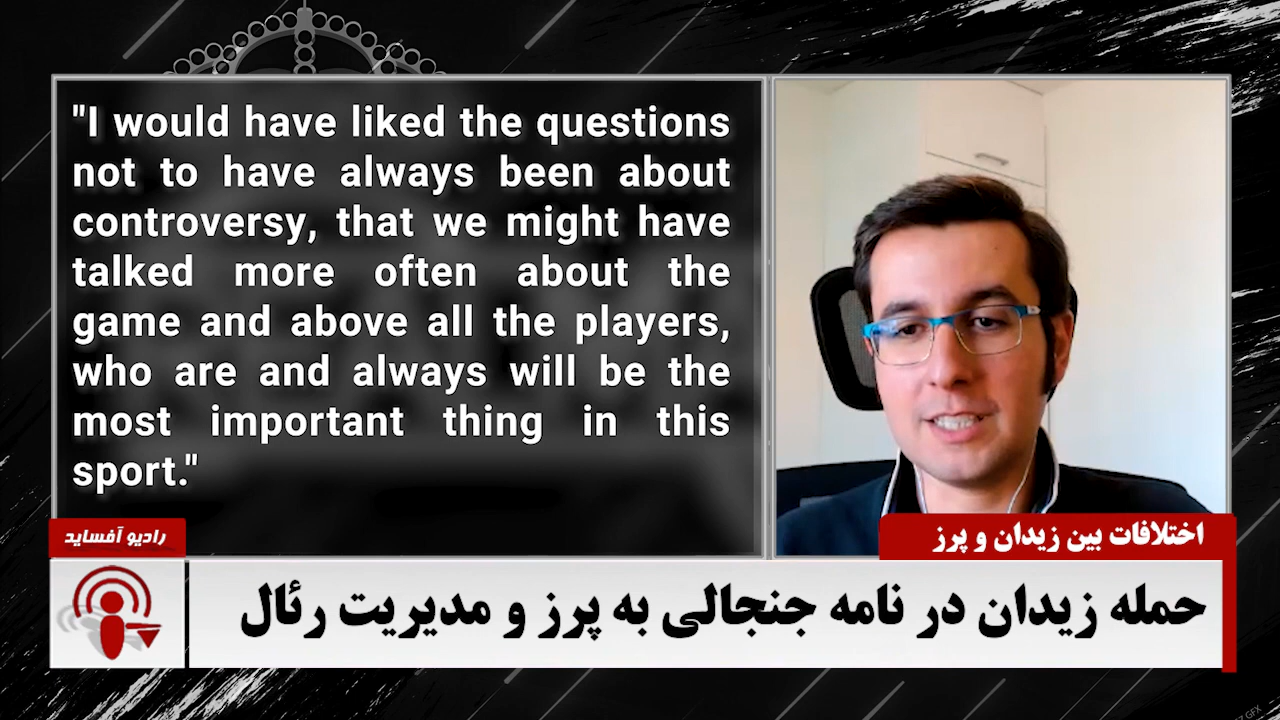 "I would have liked the questions
not to have always been about
controversy, that we might have
talked more often about the
game and above all the players,
who are and always will be the
most important thing in this
sport."
رادیو آفساید
اختلافات بین زیدان و پرز
حمله زیدان در نامه جنجالی به پرز و مدیریت رئال